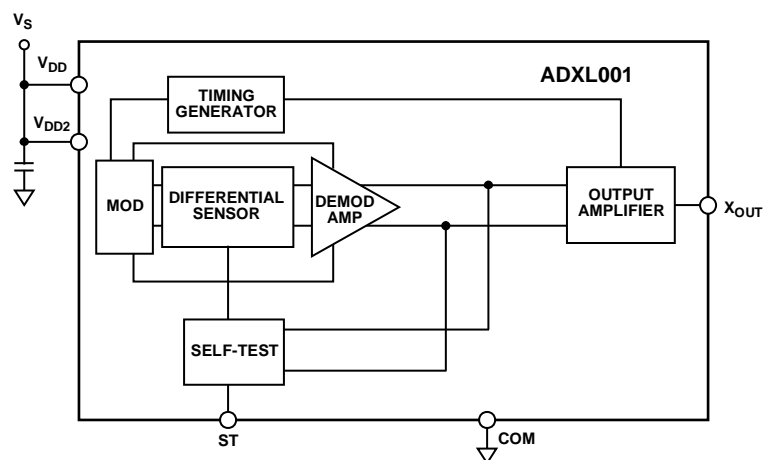 VS
VDD
ADXL001
TIMING
GENERATOR
VDD2
MOD
DIFFERENTIAL
SENSOR
DEMOD
AMP
OUTPUT
AMPLIFIER
XOUT
SELF-TEST
ST
COM